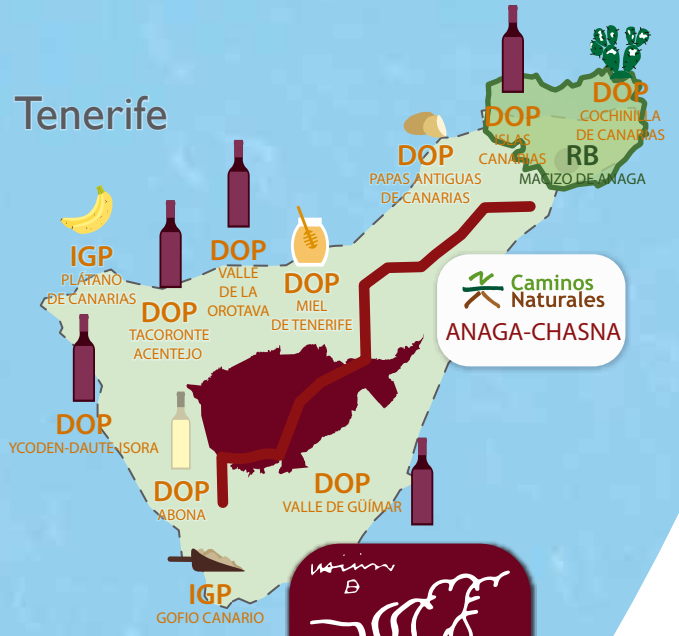 Tenerife
DOP
ISLAS
CANARIAS
DOP
COCHINILLA
DE CANARIAS
RB
MACIZO DE ANAGA
DOP
PAPAS ANTIGUAS
DE CANARIAS
IGP
PLÁTANO
DE CANARIAS
DOP
VALLE
DE LA
OROTAVA
DOP
MIEL
DE TENERIFE
DOP
TACORONTE
ACENTEJO
Caminos
Naturales
ANAGA-CHASNA
DOP
YCODEN-DAUTE-ISORA
DOP
ABONA
DOP
VALLE DE GÜÍMAR
IGP
GOFIO CANARIO